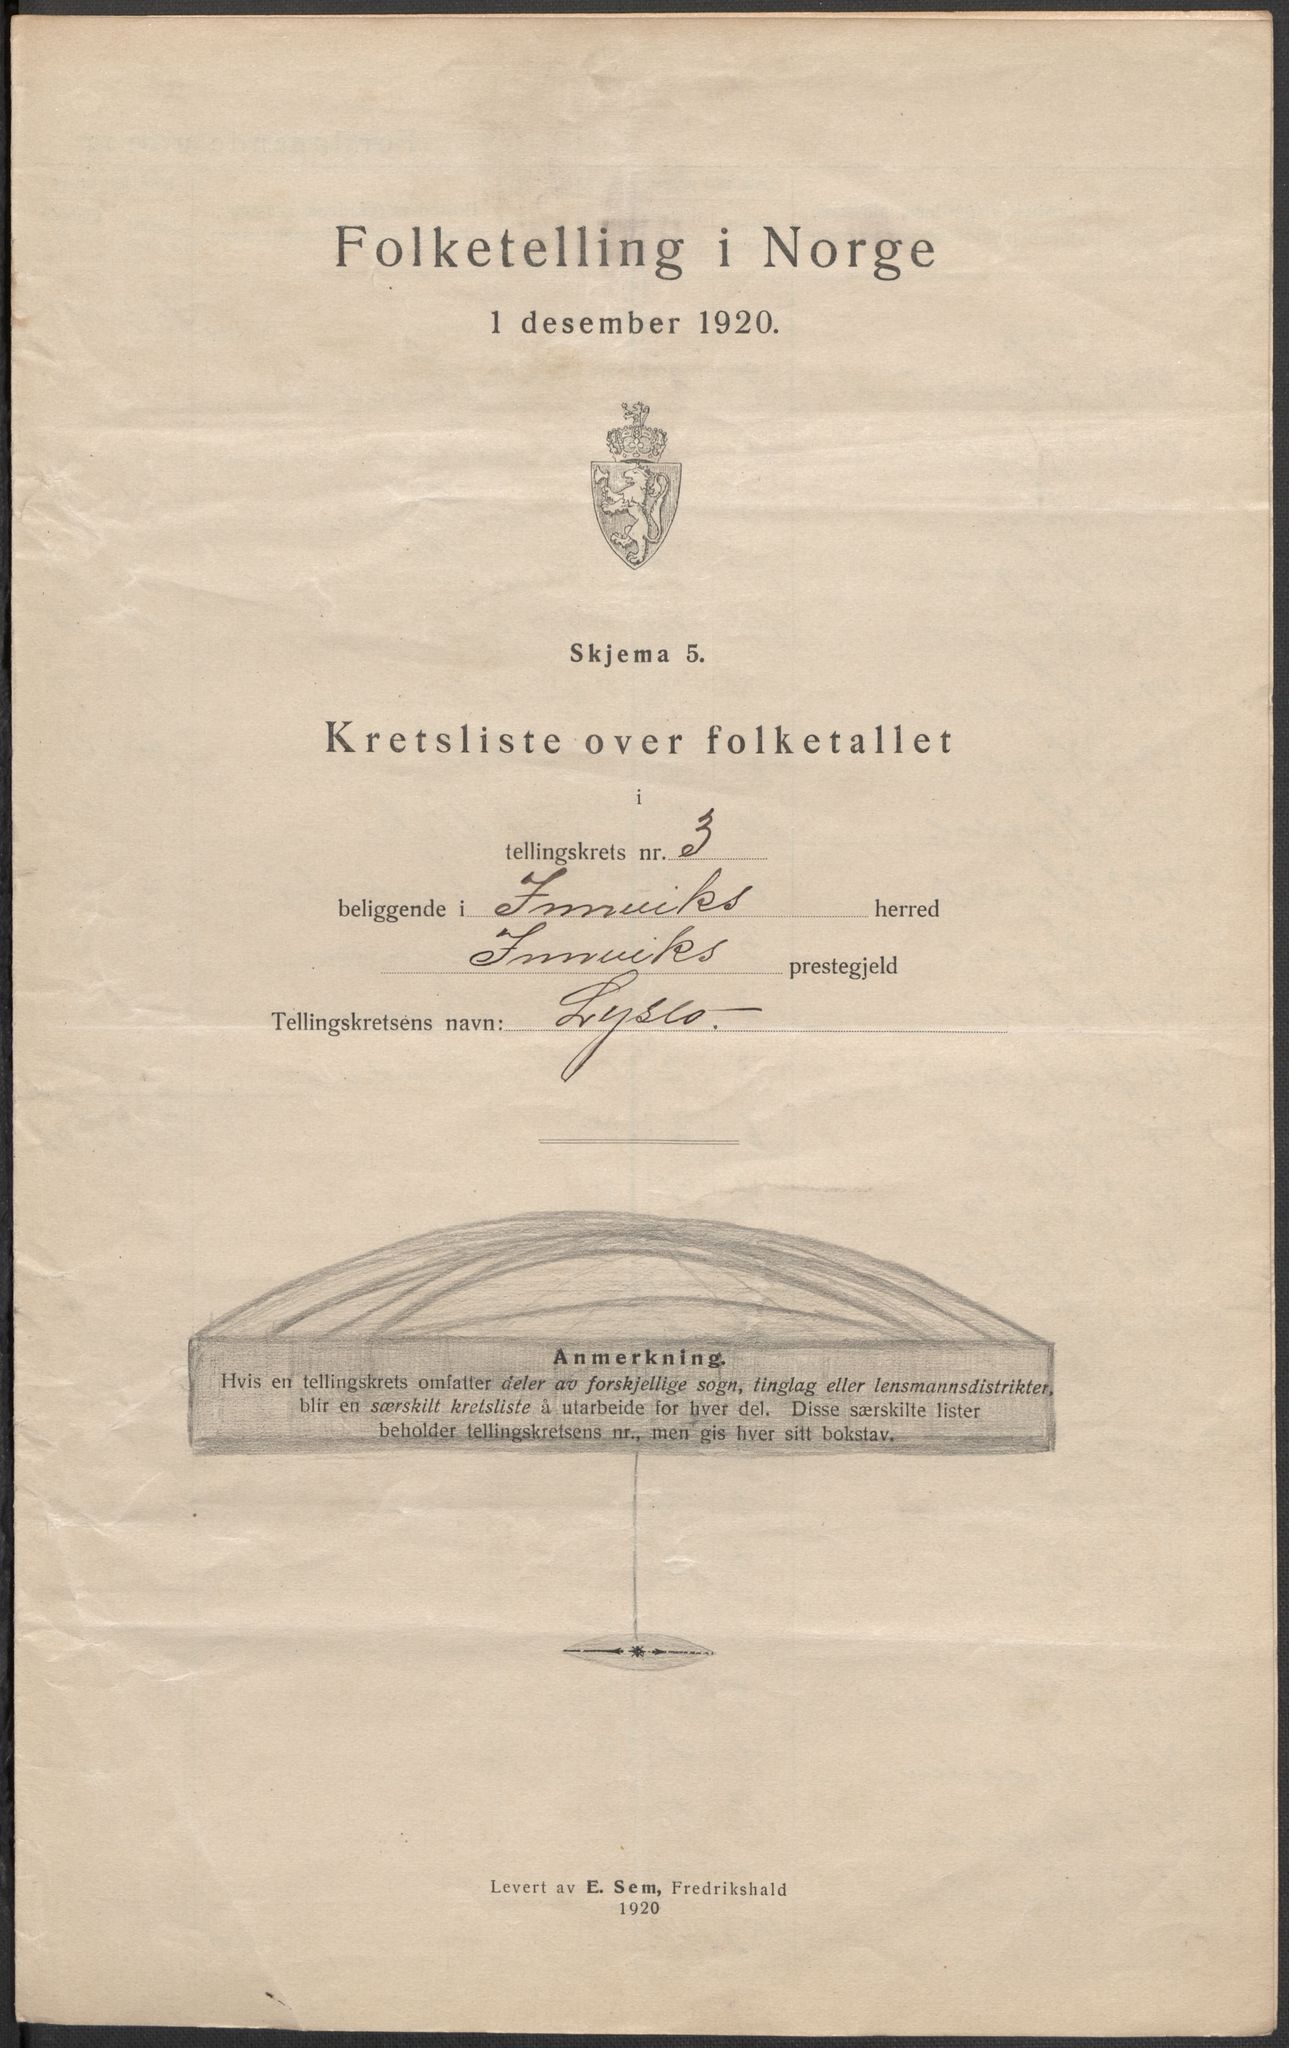 Folketelling i Norge
1 desember 1920.
Skjema 5.
Kretsliste over folketallet
i
tellingskrets nr. 3
beliggende i Innviks herred
Innviks prestegjeld
Tellingskretsens navn: Lyslo.
Anmerkning.
Hvis en tellingskrets omfatter deler av forskjellige sogn, tinglag eller lensmannsdistrikter,
blir en særskilt kretsliste å utarbeide for hver del. Disse særskilte lister
beholder tellingskretsens nr., men gis hver sitt bokstav.
Levert av E. Sem, Fredrikshald
1920